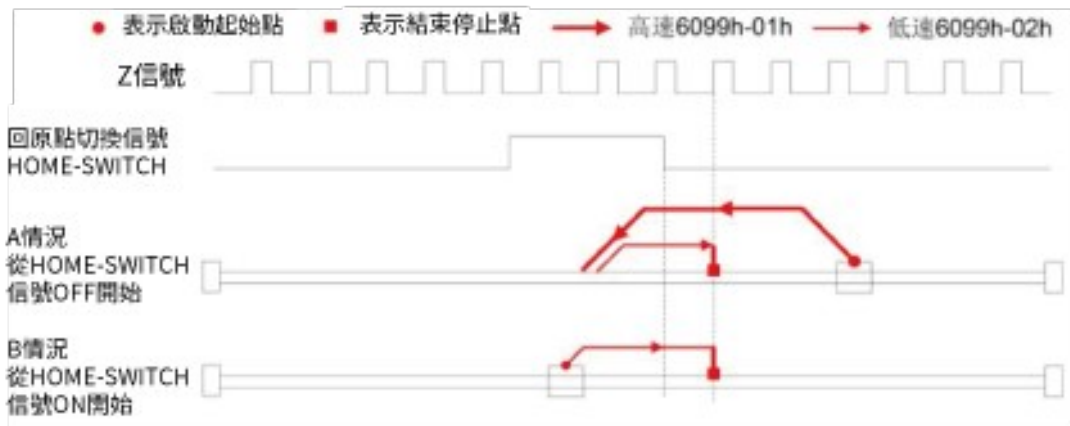 表示啟動起始點 表示結束停止點 高速6099h-01h 低速6099h-02h
Z信號
回原點切換信號
HOME-SWITCH
A情況
從HOME-SWITCH
信號OFF開始
B情況
從HOME-SWITCH
信號ON開始